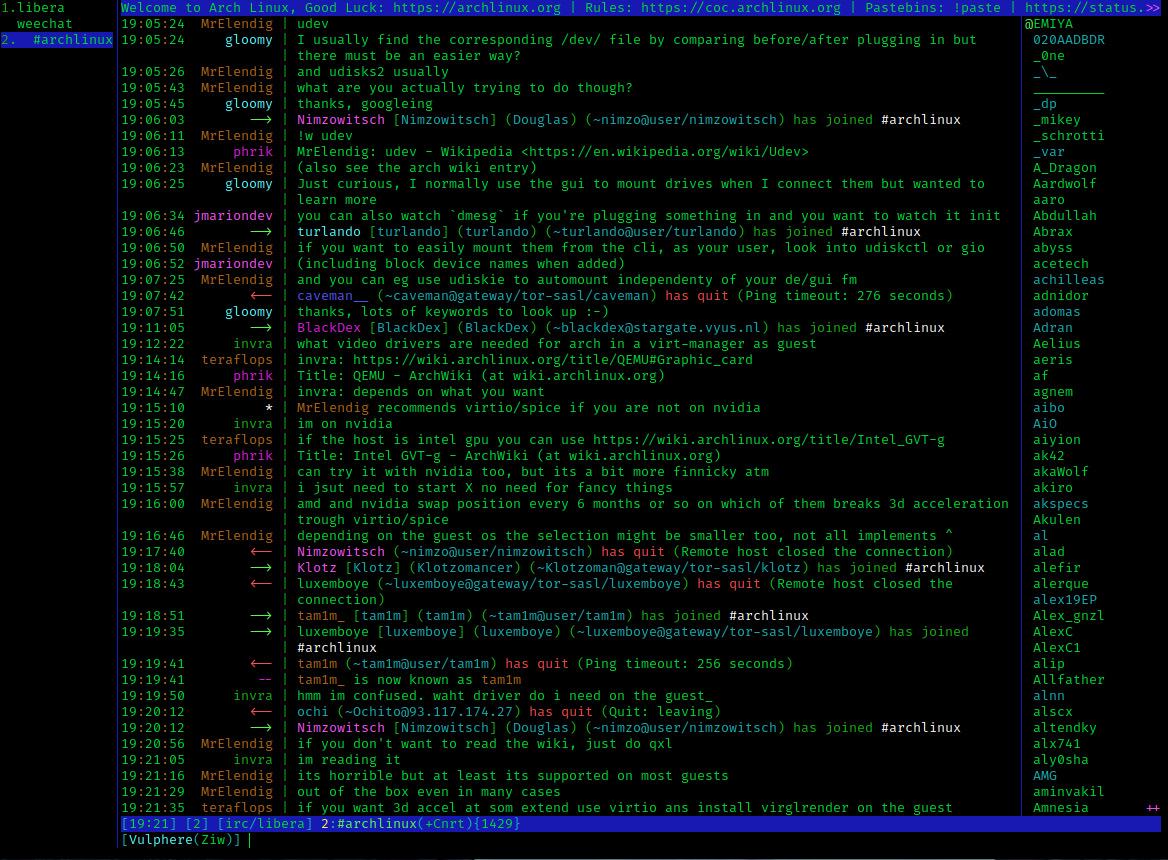 1.libera
weechat
2. #archlinux
Welcome to Arch Linux, Good Luck: https://archlinux.org | Rules: https://coc.archlinux.org | Pastebins: !paste | https://status.>>
19:05:24 MrElendig | udev
19:05:24 gloomy | I usually find the corresponding /dev/ file by comparing before/after plugging in but
| there must be an easier way?
19:05:26 MrElendig | and udisks2 usually
19:05:43 MrElendig | what are you actually trying to do though?
19:05:45 gloomy | thanks, googleing
19:06:03 --> | Nimzowitsch [Nimzowitsch] (Douglas) (~nimzo@user/nimzowitsch) has joined #archlinux
19:06:11 MrElendig | !w udev
19:06:13 phrik | MrElendig: udev - Wikipedia <https://en.wikipedia.org/wiki/Udev>
19:06:23 MrElendig | (also see the arch wiki entry)
19:06:25 gloomy | Just curious, I normally use the gui to mount drives when I connect them but wanted to
| learn more
19:06:34 jmariondev | you can also watch `dmesg` if you're plugging something in and you want to watch it init
19:06:46 --> | turlando [turlando] (turlando) (~turlando@user/turlando) has joined #archlinux
19:06:50 MrElendig | if you want to easily mount them from the cli, as your user, look into udiskctl or gio
19:06:52 jmariondev | (including block device names when added)
19:07:25 MrElendig | and you can eg use udiskie to automount independenty of your de/gui fm
19:07:42 <-- | caveman__ (~caveman@gateway/tor-sasl/caveman) has quit (Ping timeout: 276 seconds)
19:07:51 gloomy | thanks, lots of keywords to look up :-)
19:11:05 --> | BlackDex [BlackDex] (BlackDex) (~blackdex@stargate.vyus.nl) has joined #archlinux
19:12:22 invra | what video drivers are needed for arch in a virt-manager as guest
19:14:14 teraflops | invra: https://wiki.archlinux.org/title/QEMU#Graphic_card
19:14:16 phrik | Title: QEMU - ArchWiki (at wiki.archlinux.org)
19:14:47 MrElendig | invra: depends on what you want
19:15:10 * | MrElendig recommends virtio/spice if you are not on nvidia
19:15:20 invra | im on nvidia
19:15:25 teraflops | if the host is intel gpu you can use https://wiki.archlinux.org/title/Intel_GVT-g
19:15:26 phrik | Title: Intel GVT-g - ArchWiki (at wiki.archlinux.org)
19:15:38 MrElendig | can try it with nvidia too, but its a bit more finnicky atm
19:15:57 invra | i jsut need to start X no need for fancy things
19:16:00 MrElendig | amd and nvidia swap position every 6 months or so on which of them breaks 3d acceleration
| trough virtio/spice
19:16:46 MrElendig | depending on the guest os the selection might be smaller too, not all implements ^
19:17:40 <-- | Nimzowitsch (~nimzo@user/nimzowitsch) has quit (Remote host closed the connection)
19:18:04 --> | Klotz [Klotz] (Klotzomancer) (~Klotzoman@gateway/tor-sasl/klotz) has joined #archlinux
19:18:43 <-- | luxemboye (~luxemboye@gateway/tor-sasl/luxemboye) has quit (Remote host closed the
| connection)
19:18:51 --> | tam1m_ [tam1m] (tam1m) (~tam1m@user/tam1m) has joined #archlinux
19:19:35 --> | luxemboye [luxemboye] (luxemboye) (~luxemboye@gateway/tor-sasl/luxemboye) has joined
| #archlinux
19:19:41 <-- | tam1m (~tam1m@user/tam1m) has quit (Ping timeout: 256 seconds)
19:19:41 -- | tam1m_ is now known as tam1m
19:19:50 invra | hmm im confused. waht driver do i need on the guest_
19:20:12 <-- | ochi (~Ochito@93.117.174.27) has quit (Quit: leaving)
19:20:12 --> | Nimzowitsch [Nimzowitsch] (Douglas) (~nimzo@user/nimzowitsch) has joined #archlinux
19:20:56 MrElendig | if you don't want to read the wiki, just do qxl
19:21:05 invra | im reading it
19:21:16 MrElendig | its horrible but at least its supported on most guests
19:21:29 MrElendig | out of the box even in many cases
19:21:35 teraflops | if you want 3d accel at som extend use virtio ans install virglrender on the guest
[19:21] [2] [irc/libera] 2:#archlinux(+Cnrt){1429}
[Vulphere(Ziw)]
@EMIYA
020AADBDR
_0ne
_\_
_________
_dp
_mikey
_schrotti
_var
A_Dragon
Aardwolf
aaro
Abdullah
Abrax
abyss
acetech
achilleas
adnidor
adomas
Adran
Aelius
aeris
af
agnem
aibo
AiO
aiyion
ak42
akaWolf
akiro
akspecs
Akulen
al
alad
alefir
alerque
alex19EP
Alex_gnzl
AlexC
AlexC1
alip
Allfather
alnn
alscx
altendky
alx741
aly0sha
AMG
aminvakil
Amnesia ++